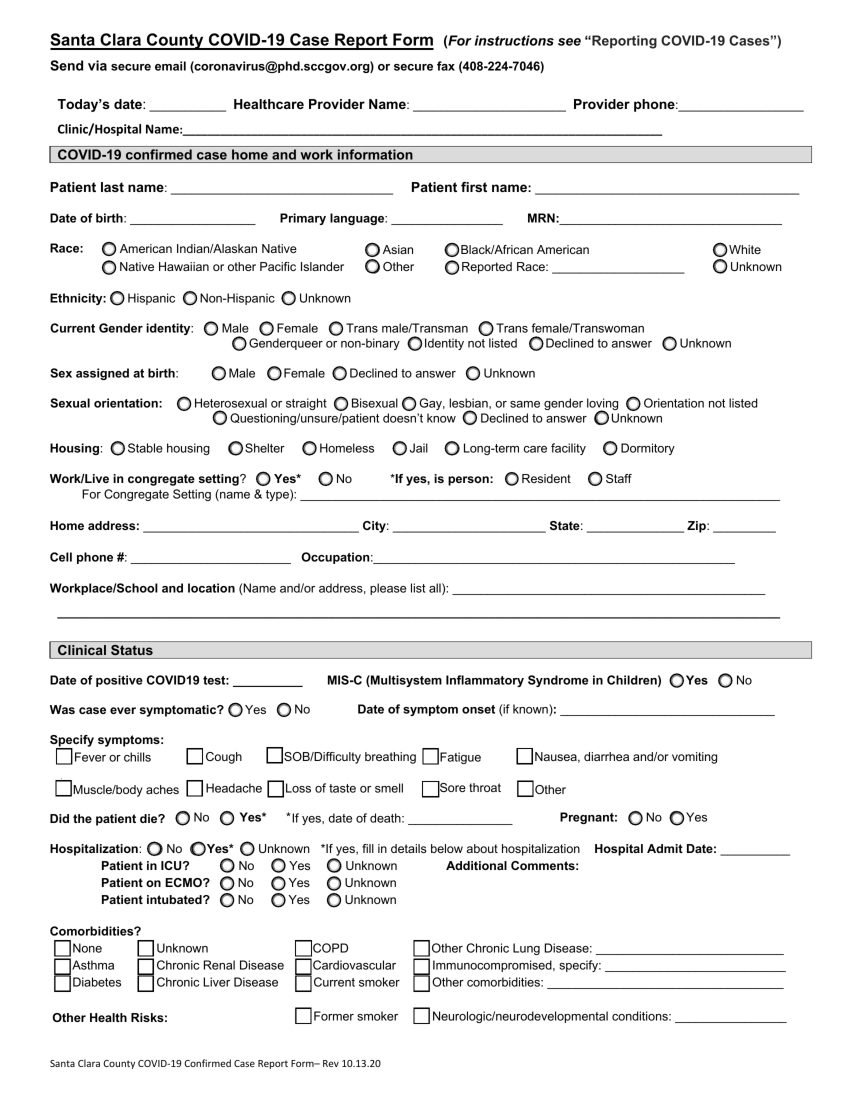 Santa Clara County COVID-19 Case Report Form (For instructions see “Reporting COVID-19 Cases”)
Send via secure email (coronavirus@phd.sccgov.org) or secure fax (408-224-7046)
Today’s date: ___________ Healthcare Provider Name: ______________________ Provider phone:__________________
Clinic/Hospital Name:______________________________________________________________________
COVID-19 confirmed case home and work information
Patient last name: ________________________________ Patient first name: ______________________________________
Date of birth: __________________ Primary language: ________________ MRN:________________________________
Race: American Indian/Alaskan Native Asian Black/African American White
Native Hawaiian or other Pacific Islander Other Reported Race: ___________________ Unknown
Ethnicity: Hispanic Non-Hispanic Unknown
Current Gender identity: Male Female Trans male/Transman Trans female/Transwoman
Genderqueer or non-binary Identity not listed Declined to answer Unknown
Sex assigned at birth: Male Female Declined to answer Unknown
Sexual orientation: Heterosexual or straight Bisexual Gay, lesbian, or same gender loving Orientation not listed
Questioning/unsure/patient doesn’t know Declined to answer Unknown
Housing: Stable housing Shelter Homeless Jail Long-term care facility Dormitory
Work/Live in congregate setting? Yes* No *If yes, is person: Resident Staff
For Congregate Setting (name & type): _____________________________________________________________________
Home address: _______________________________ City: ______________________ State: ______________ Zip: _________
Cell phone #: _______________________ Occupation:____________________________________________________
Workplace/School and location (Name and/or address, please list all): _____________________________________________
________________________________________________________________________________________________________
Clinical Status
Date of positive COVID19 test: __________ MIS-C (Multisystem Inflammatory Syndrome in Children) Yes No
Was case ever symptomatic? Yes No Date of symptom onset (if known): _______________________________
Specify symptoms:
Fever or chills Cough SOB/Difficulty breathing Fatigue Nausea, diarrhea and/or vomiting
Muscle/body aches Headache Loss of taste or smell Sore throat Other
Did the patient die? No Yes* *If yes, date of death: _______________ Pregnant: No Yes
Hospitalization: No Yes* Unknown *If yes, fill in details below about hospitalization Hospital Admit Date: __________
Patient in ICU? No Yes Unknown Additional Comments:
Patient on ECMO? No Yes Unknown
Patient intubated? No Yes Unknown
Comorbidities?
None Unknown COPD Other Chronic Lung Disease: ___________________________
Asthma Chronic Renal Disease Cardiovascular Immunocompromised, specify: __________________________
Diabetes Chronic Liver Disease Current smoker Other comorbidities: __________________________________
Other Health Risks: Former smoker Neurologic/neurodevelopmental conditions: ________________
Santa Clara County COVID-19 Confirmed Case Report Form– Rev 10.13.20